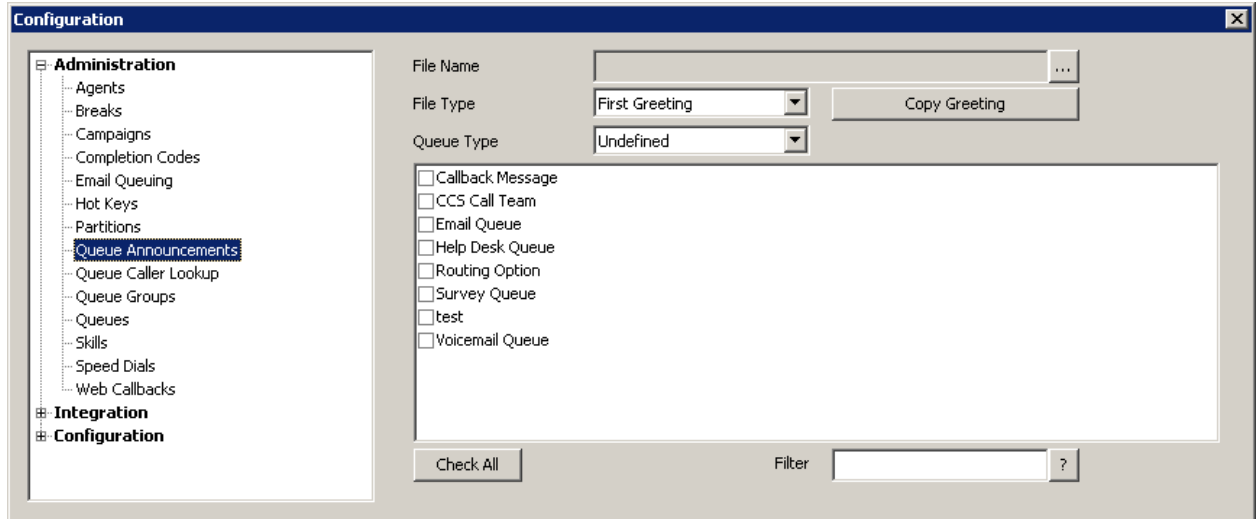 Configuration
Administration
Agents
Breaks
Campaigns
Completion Codes
Email Queuing
Hot Keys
Partitions
Queue Announcements
Queue Caller Lookup
Queue Groups
Queues
Skills
Speed Dials
Web Callbacks
Integration
Configuration
File Name ...
File Type First Greeting Copy Greeting
Queue Type Undefined
Callback Message
CCS Call Team
Email Queue
Help Desk Queue
Routing Option
Survey Queue
test
Voicemail Queue
Check All Filter ?